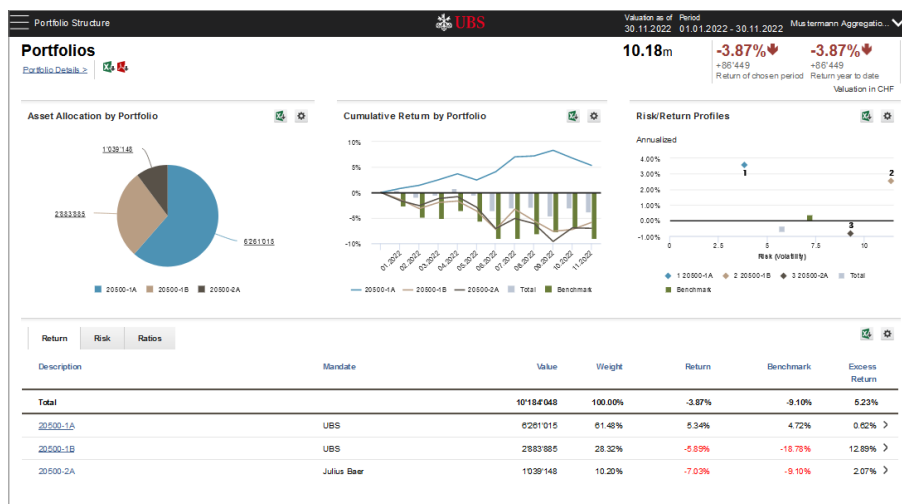 Portfolio Structure
UBS
Valuation as of Period
30.11.2022 01.01.2022 - 30.11.2022
Mustermann Aggregatio...
Portfolios
Portfolio Details >
10.18m
-3.87%
+86'449
Return of chosen period
-3.87%
+86'449
Return year to date
Valuation in CHF
Asset Allocation by Portfolio
1'039'148
2'883'885
6'261'015
20500-1A 20500-1B 20500-2A
Cumulative Return by Portfolio
10%
5%
0%
-5%
-10%
01.2022 02.2022 03.2022 04.2022 05.2022 06.2022 07.2022 08.2022 09.2022 10.2022 11.2022
20500-1A 20500-1B 20500-2A Total Benchmark
Risk/Return Profiles
Annualized
4.00%
3.00%
2.00%
1.00%
0.00%
-1.00%
1
2
3
0 2.5 5 7.5 10
Risk (Volatility)
1 20500-1A 2 20500-1B 3 20500-2A Total
Benchmark
Return Risk Ratios
Description Mandate Value Weight Return Benchmark Excess Return
Total 10'184'048 100.00% -3.87% -9.10% 5.23%
20500-1A UBS 6'261'015 61.48% 5.34% 4.72% 0.62% >
20500-1B UBS 2'883'885 28.32% -5.89% -18.78% 12.89% >
20500-2A Julius Baer 1'039'148 10.20% -7.03% -9.10% 2.07% >